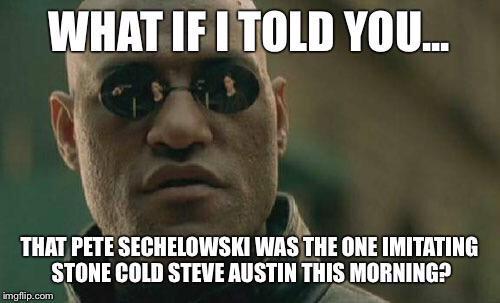 WHAT IF I TOLD YOU...
THAT PETE SECHELOWSKI WAS THE ONE IMITATING
STONE COLD STEVE AUSTIN THIS MORNING?
imgflip.com